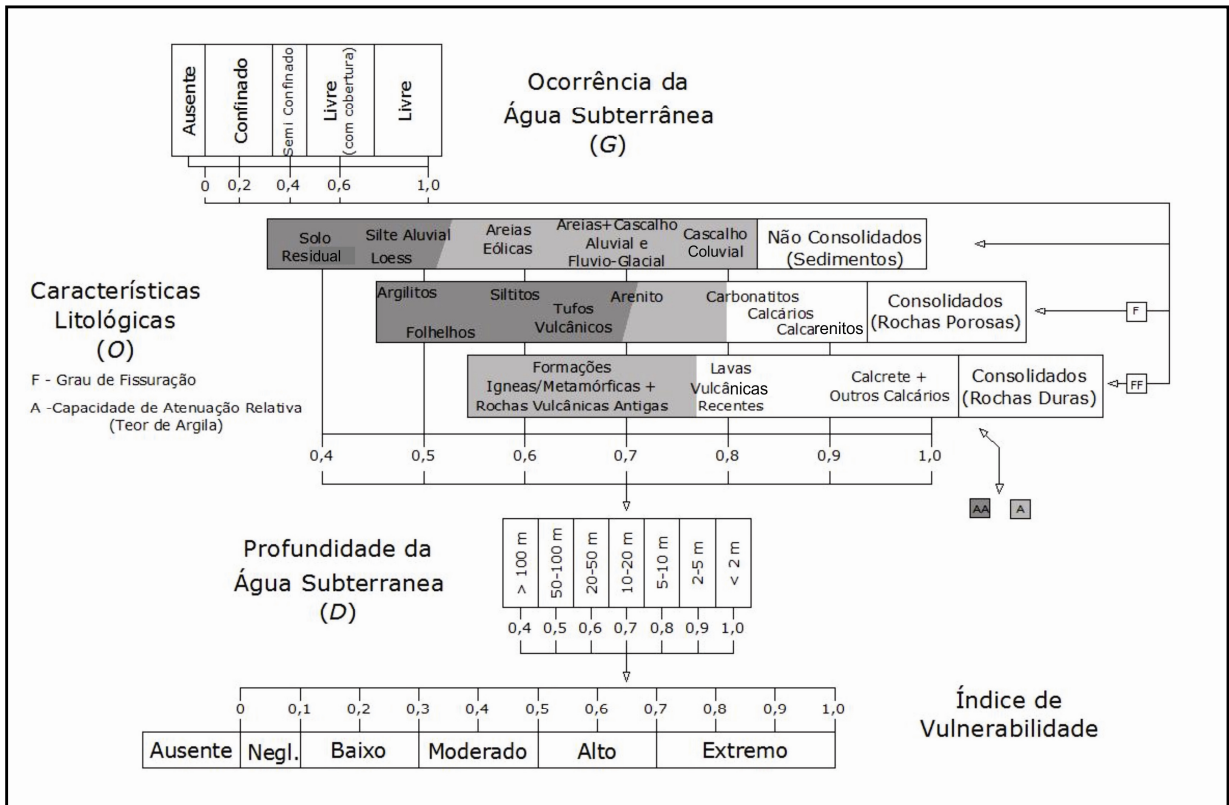 Ausente
Confinado
Semi Confinado
Livre
(com cobertura)
Livre
Ocorrência da
Água Subterrânea
(G)
0 0,2 0,4 0,6 1,0
Solo
Residual
Silte Aluvial
Loess
Areias
Eólicas
Areias+Cascalho
Aluvial e
Fluvio-Glacial
Cascalho
Coluvial
Não Consolidados
(Sedimentos)
Característícas
Litológicas
(O)
F - Grau de Fissuração
A -Capacidade de Atenuação Relativa
(Teor de Argila)
Argilitos
Folhelhos
Siltitos
Tufos
Vulcânicos
Arenito
Carbonatitos
Calcários
Calcarenitos
Consolidados
(Rochas Porosas)
F
Formações
Igneas/Metamórficas +
Rochas Vulcânicas Antigas
Lavas
Vulcânicas
Recentes
Calcrete +
Outros Calcários
Consolidados
(Rochas Duras)
FF
0,4 0,5 0,6 0,7 0,8 0,9 1,0
AA A
Profundidade da
Água Subterranea
(D)
> 100 m
50-100 m
20-50 m
10-20 m
5-10 m
2-5 m
< 2 m
0,4 0,5 0,6 0,7 0,8 0,9 1,0
0 0,1 0,2 0,3 0,4 0,5 0,6 0,7 0,8 0,9 1,0
Ausente Negl. Baixo Moderado Alto Extremo
Índice de
Vulnerabilidade